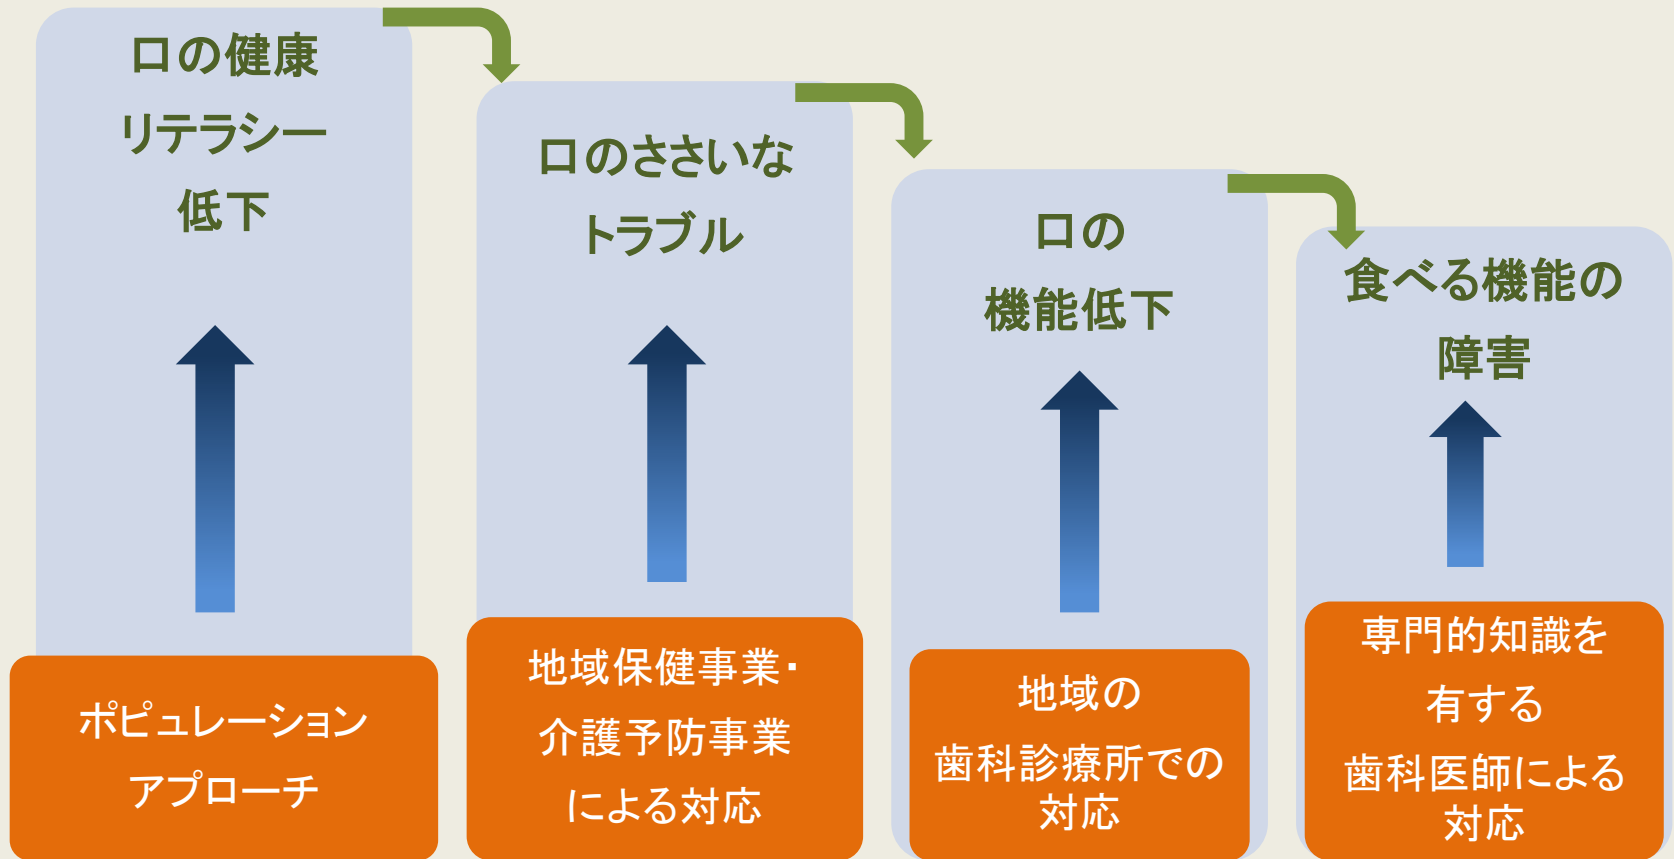 口の健康
リテラシー
低下
口のささいな
トラブル
口の
機能低下
食べる機能の
障害
ポピュレーション
アプローチ
地域保健事業・
介護予防事業
による対応
地域の
歯科診療所での
対応
専門的知識を
有する
歯科医師による
対応